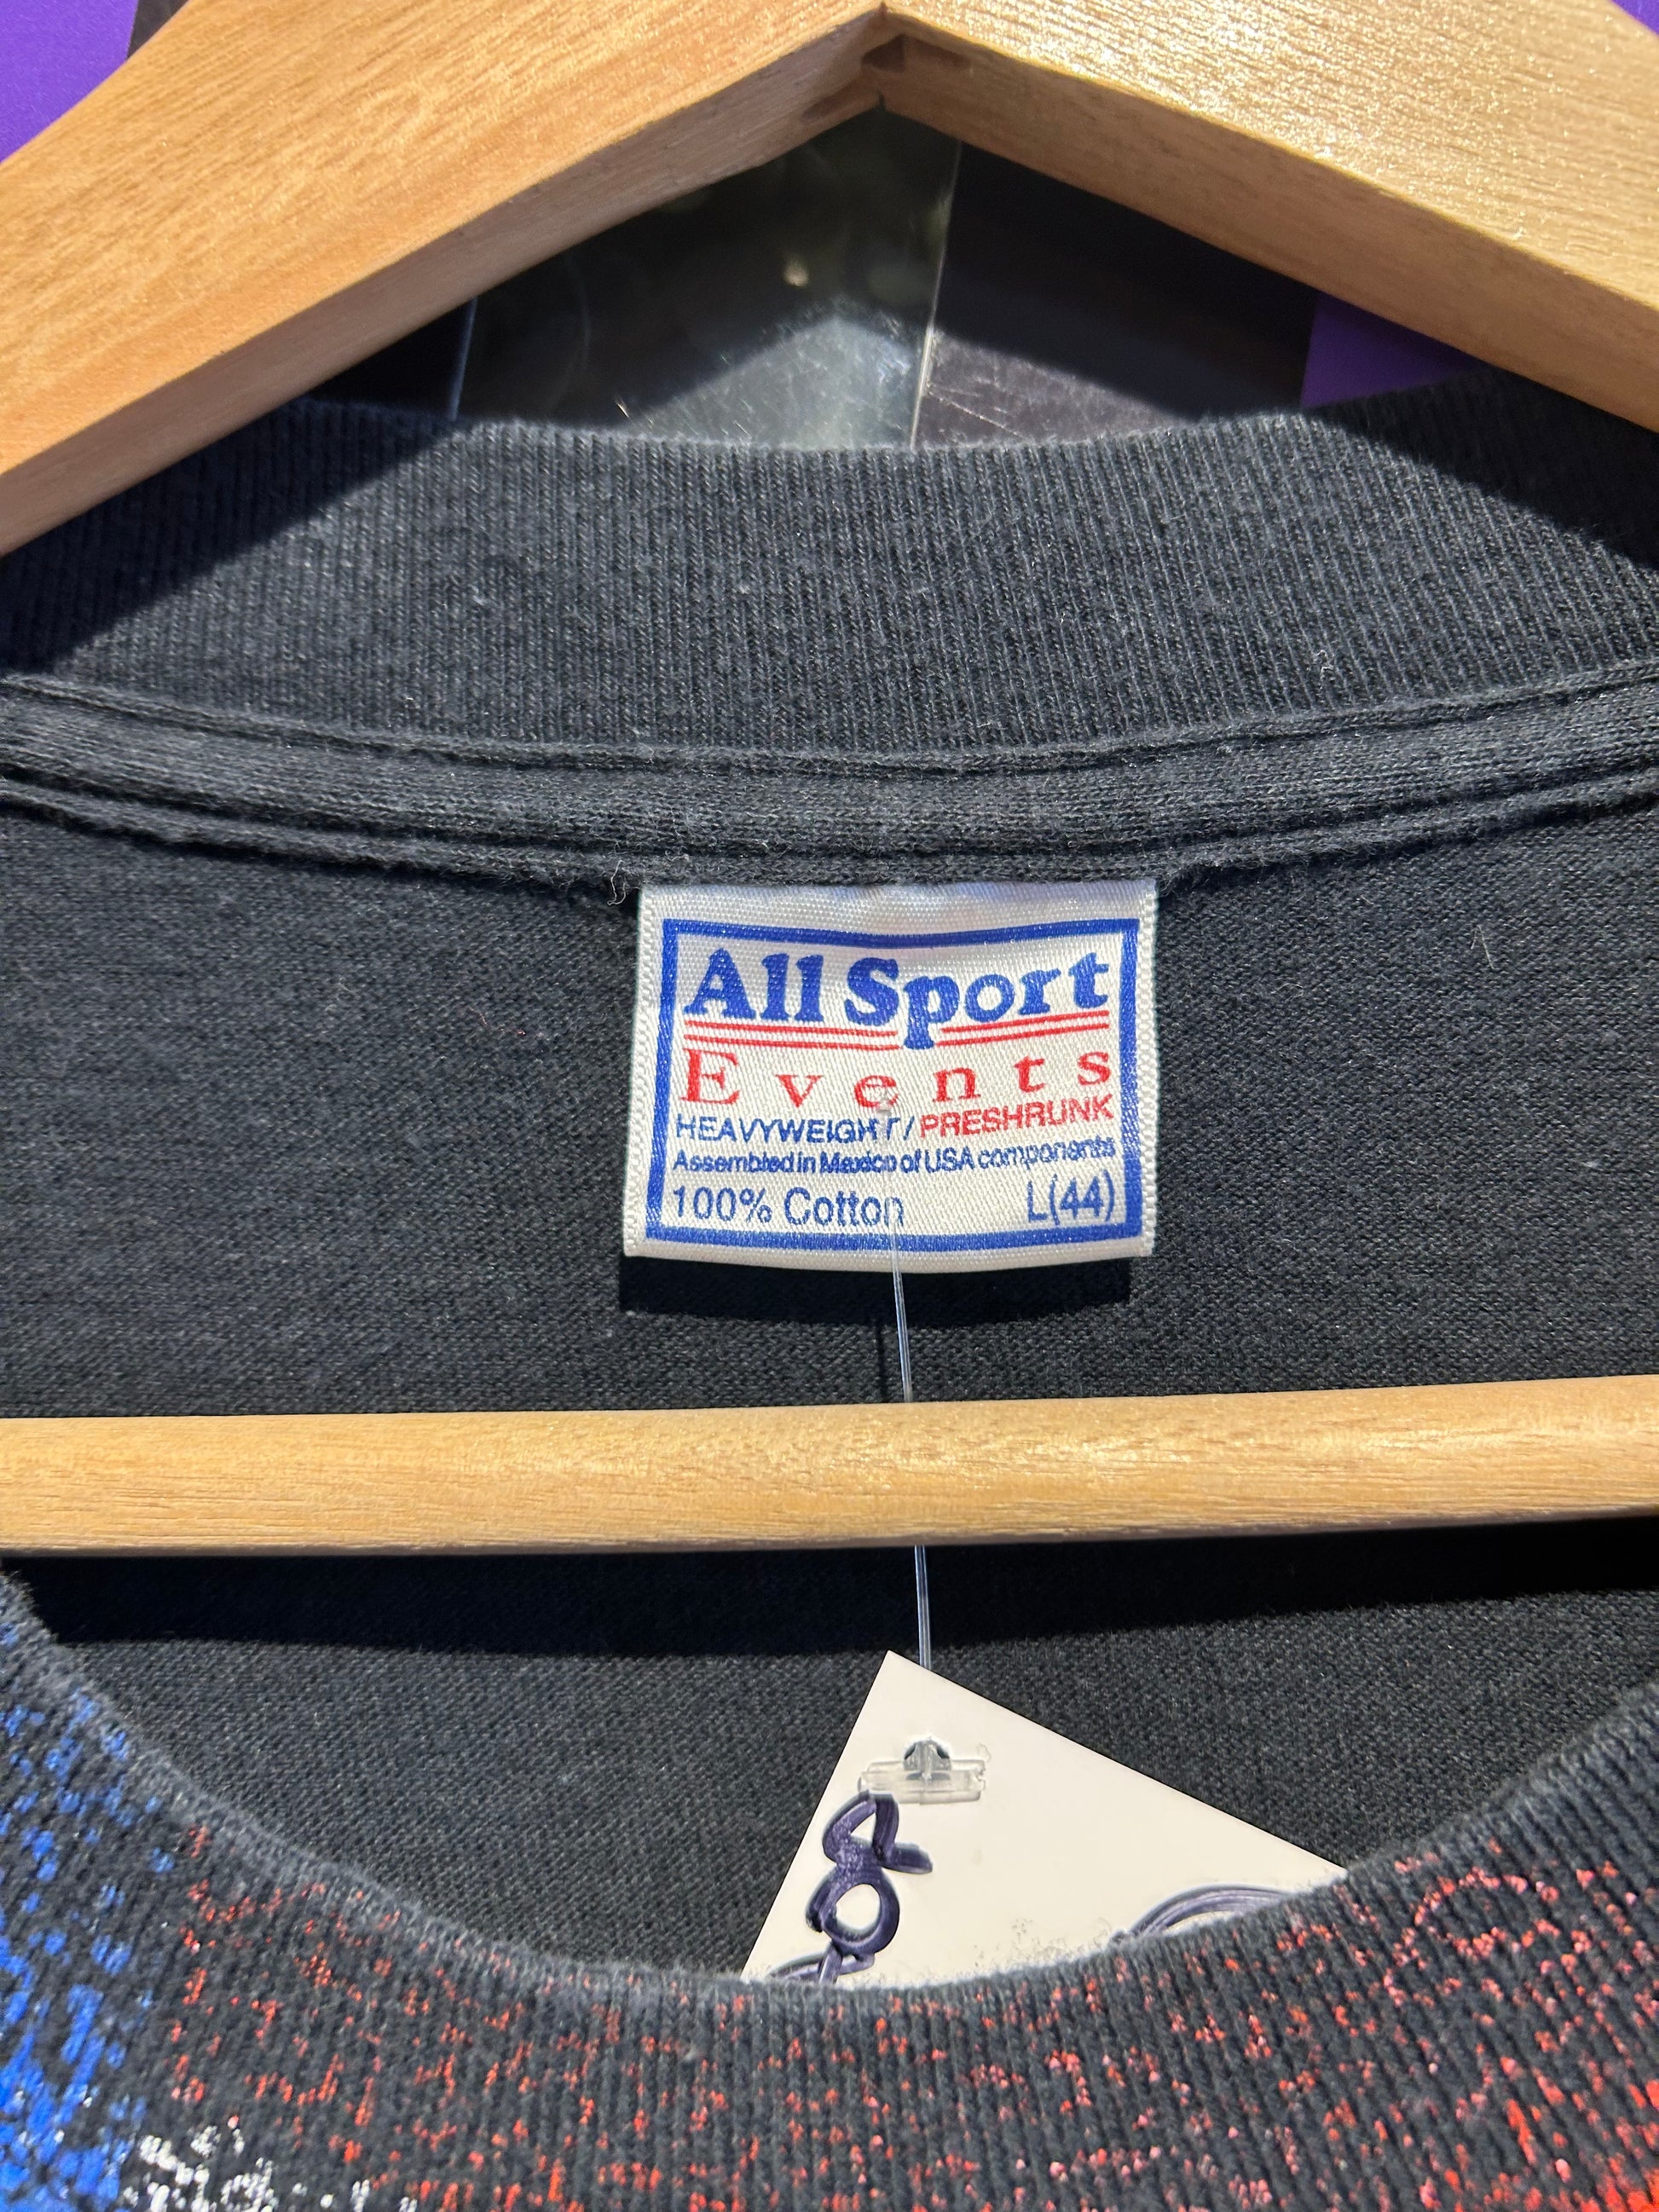 All Sport
Events
HEAVYWEIGHT/PRESHRUNK
Assembled in Mexico of USA components
100% Cotton L(44)